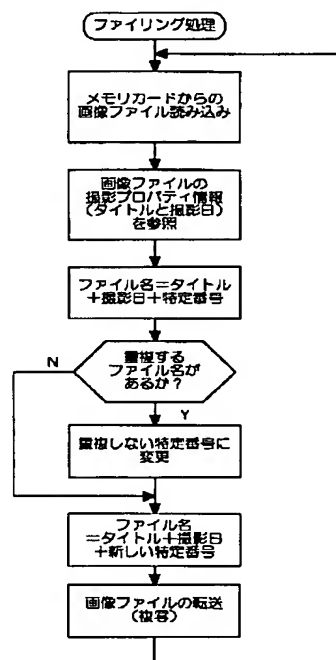 ファイリング処理
メモリカードからの
画像ファイル読み込み
画像ファイルの
撮影プロパティ情報
(タイトルと撮影日)
を参照
ファイル名=タイトル
+撮影日+特定番号
重複する
ファイル名が
あるか?
N
Y
重複しない特定番号に
変更
ファイル名
=タイトル+撮影日
+新しい特定番号
画像ファイルの転送
(複写)